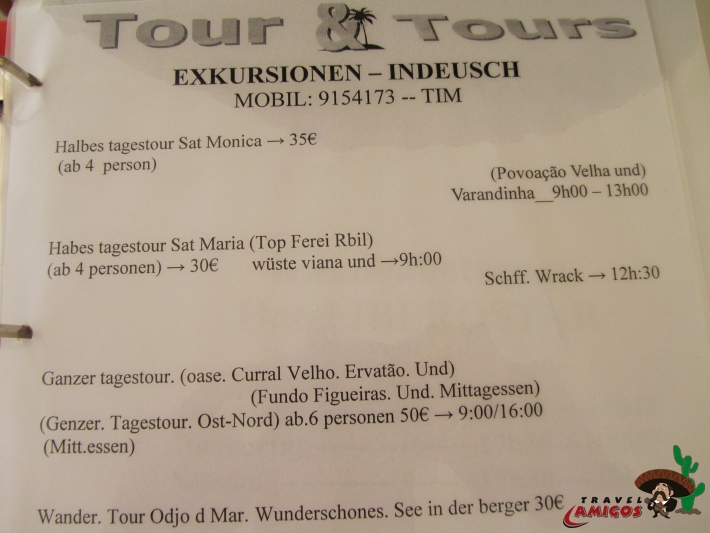 Tour & Tours
EXKURSIONEN – INDEUSCH
MOBIL: 9154173 -- TIM
Halbes tagestour Sat Monica → 35€
(ab 4 person)
(Povoação Velha und)
Varandinha__9h00 – 13h00
Habes tagestour Sat Maria (Top Ferei Rbil)
(ab 4 personen) → 30€ wüste viana und →9h:00
Schff. Wrack → 12h:30
Ganzer tagestour. (oase. Curral Velho. Ervatão. Und)
(Fundo Figueiras. Und. Mittagessen)
(Genzer. Tagestour. Ost-Nord) ab.6 personen 50€ → 9:00/16:00
(Mitt.essen)
Wander. Tour Odjo d Mar. Wunderschones. See in der berger 30€
TRAVEL
AMIGOS